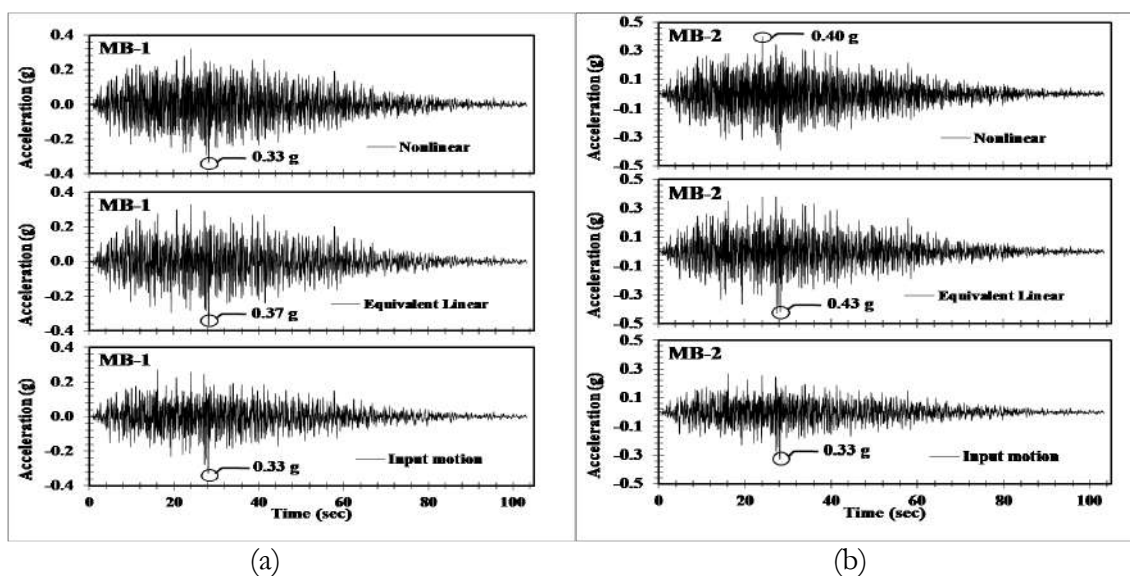 MB-1
0.4
0.2
0.0
-0.2
-0.4
Acceleration (g)
0.33 g
Nonlinear
MB-1
0.4
0.2
0.0
-0.2
-0.4
Acceleration (g)
0.37 g
Equivalent Linear
MB-1
0.4
0.2
0.0
-0.2
-0.4
Acceleration (g)
0.33 g
Input motion
0 20 40 60 80 100
Time (sec)
(a)
MB-2
0.5
0.3
0.1
-0.1
-0.3
-0.5
Acceleration (g)
0.40 g
Nonlinear
MB-2
0.5
0.3
0.1
-0.1
-0.3
-0.5
Acceleration (g)
0.43 g
Equivalent Linear
MB-2
0.5
0.3
0.1
-0.1
-0.3
-0.5
Acceleration (g)
0.33 g
Input motion
0 20 40 60 80 100
Time (sec)
(b)